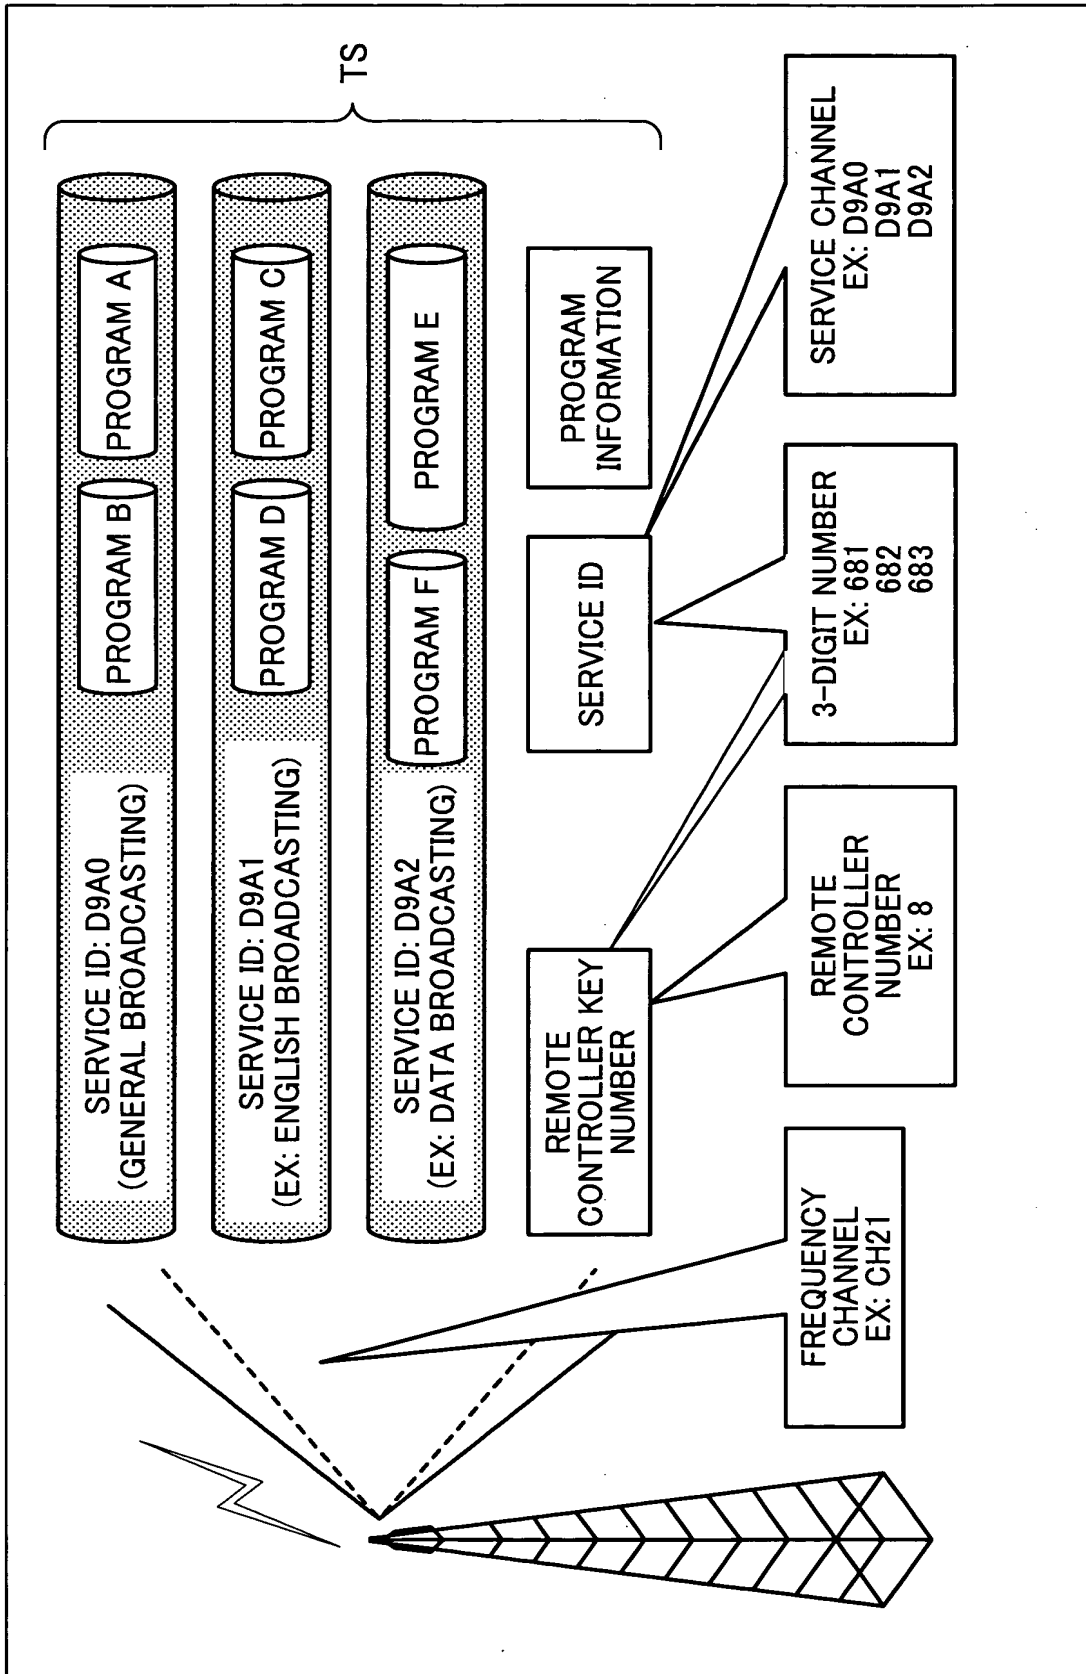 TS
SERVICE ID: D9A0
(GENERAL BROADCASTING)
PROGRAM B
PROGRAM A
SERVICE ID: D9A1
(EX: ENGLISH BROADCASTING)
PROGRAM D
PROGRAM C
SERVICE ID: D9A2
(EX: DATA BROADCASTING)
PROGRAM F
PROGRAM E
REMOTE
CONTROLLER KEY
NUMBER
SERVICE ID
PROGRAM
INFORMATION
FREQUENCY
CHANNEL
EX: CH21
REMOTE
CONTROLLER
NUMBER
EX: 8
3-DIGIT NUMBER
EX: 681
682
683
SERVICE CHANNEL
EX: D9A0
D9A1
D9A2